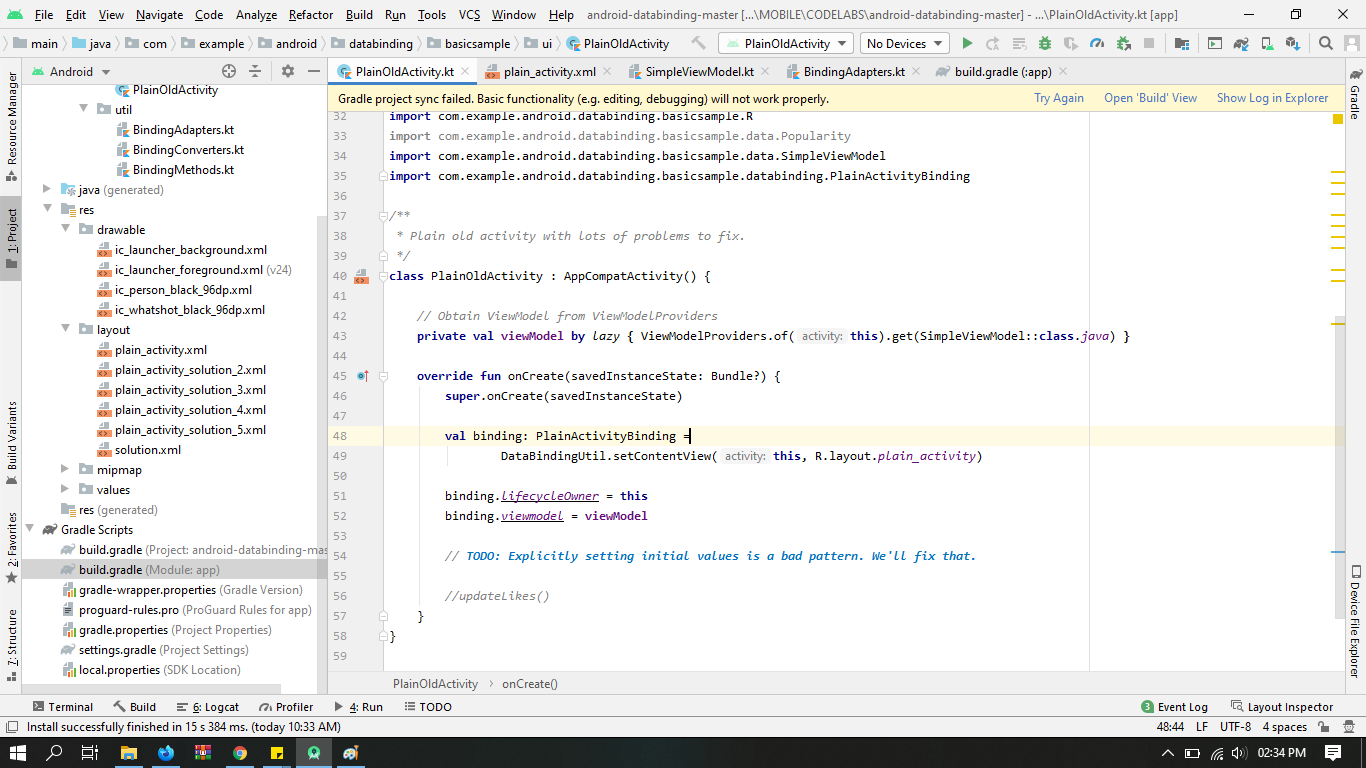 File Edit View Navigate Code Analyze Refactor Build Run Tools VCS Window Help android-databinding-master [...\MOBILE\CODELABS\android-databinding-master] - ...\PlainOldActivity.kt [app]
main java com example android databinding basicsample ui PlainOldActivity PlainOldActivity No Devices
Android PlainOldActivity.kt plain_activity.xml SimpleViewModel.kt BindingAdapters.kt build.gradle (:app)
Gradle project sync failed. Basic functionality (e.g. editing, debugging) will not work properly. Try Again Open 'Build' View Show Log in Explorer
Resource Manager
1: Project
Build Variants
2: Favorites
7: Structure
PlainOldActivity
util
BindingAdapters.kt
BindingConverters.kt
BindingMethods.kt
java (generated)
res
drawable
ic_launcher_background.xml
ic_launcher_foreground.xml (v24)
ic_person_black_96dp.xml
ic_whatshot_black_96dp.xml
layout
plain_activity.xml
plain_activity_solution_2.xml
plain_activity_solution_3.xml
plain_activity_solution_4.xml
plain_activity_solution_5.xml
solution.xml
mipmap
values
res (generated)
Gradle Scripts
build.gradle (Project: android-databinding-mas
build.gradle (Module: app)
gradle-wrapper.properties (Gradle Version)
proguard-rules.pro (ProGuard Rules for app)
gradle.properties (Project Properties)
settings.gradle (Project Settings)
local.properties (SDK Location)
32 import com.example.android.databinding.basicsample.R
33 import com.example.android.databinding.basicsample.data.Popularity
34 import com.example.android.databinding.basicsample.data.SimpleViewModel
35 import com.example.android.databinding.basicsample.databinding.PlainActivityBinding
36
37 /**
38 * Plain old activity with lots of problems to fix.
39 */
40 class PlainOldActivity : AppCompatActivity() {
41
42 // Obtain ViewModel from ViewModelProviders
43 private val viewModel by lazy { ViewModelProviders.of( activity: this).get(SimpleViewModel::class.java) }
44
45 override fun onCreate(savedInstanceState: Bundle?) {
46 super.onCreate(savedInstanceState)
47
48 val binding: PlainActivityBinding =
49 DataBindingUtil.setContentView( activity: this, R.layout.plain_activity)
50
51 binding.lifecycleOwner = this
52 binding.viewmodel = viewModel
53
54 // TODO: Explicitly setting initial values is a bad pattern. We'll fix that.
55
56 //updateLikes()
57 }
58 }
59
Gradle
Device File Explorer
PlainOldActivity › onCreate()
Terminal Build 6: Logcat Profiler 4: Run TODO 3 Event Log Layout Inspector
Install successfully finished in 15 s 384 ms. (today 10:33 AM) 48:44 LF UTF-8 4 spaces
02:34 PM